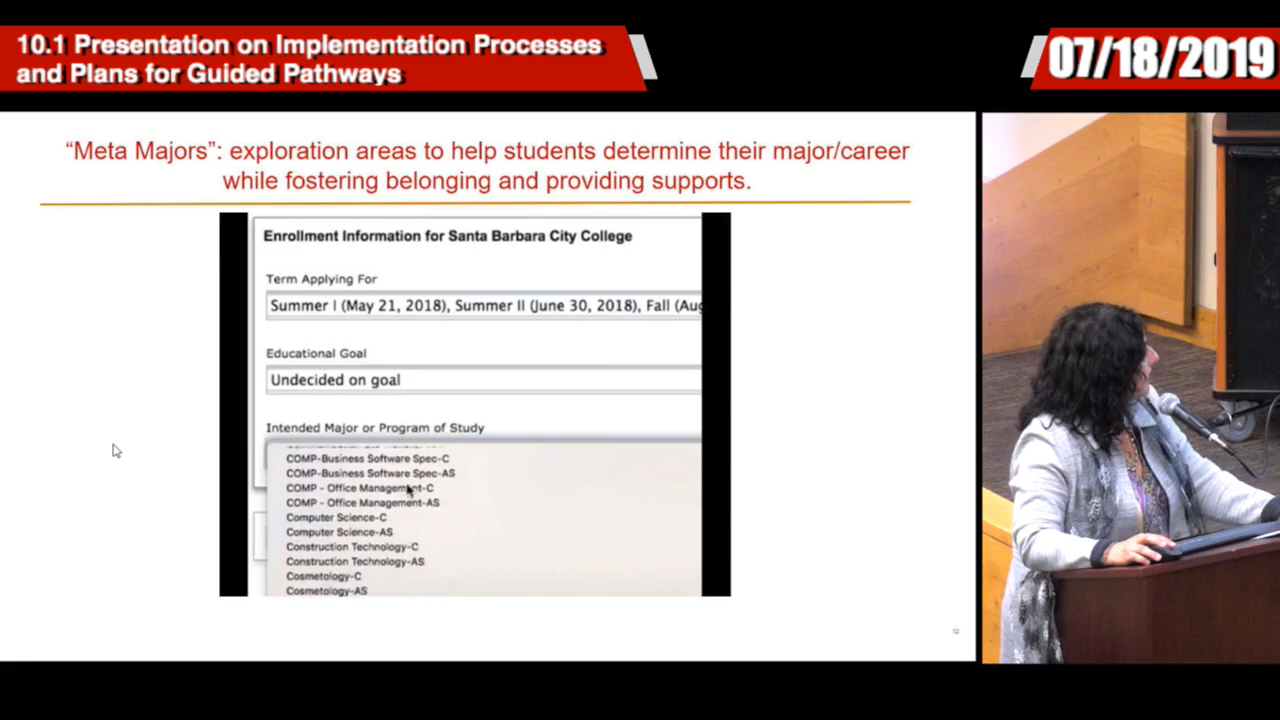 10.1 Presentation on Implementation Processes
and Plans for Guided Pathways
07/18/2019
“Meta Majors”: exploration areas to help students determine their major/career
while fostering belonging and providing supports.
Enrollment Information for Santa Barbara City College
Term Applying For
Summer I (May 21, 2018), Summer II (June 30, 2018), Fall (Aug
Educational Goal
Undecided on goal
Intended Major or Program of Study
COMP-Business Software Spec-C
COMP-Business Software Spec-AS
COMP - Office Management-C
COMP - Office Management-AS
Computer Science-C
Computer Science-AS
Construction Technology-C
Construction Technology-AS
Cosmetology-C
Cosmetology-AS
12